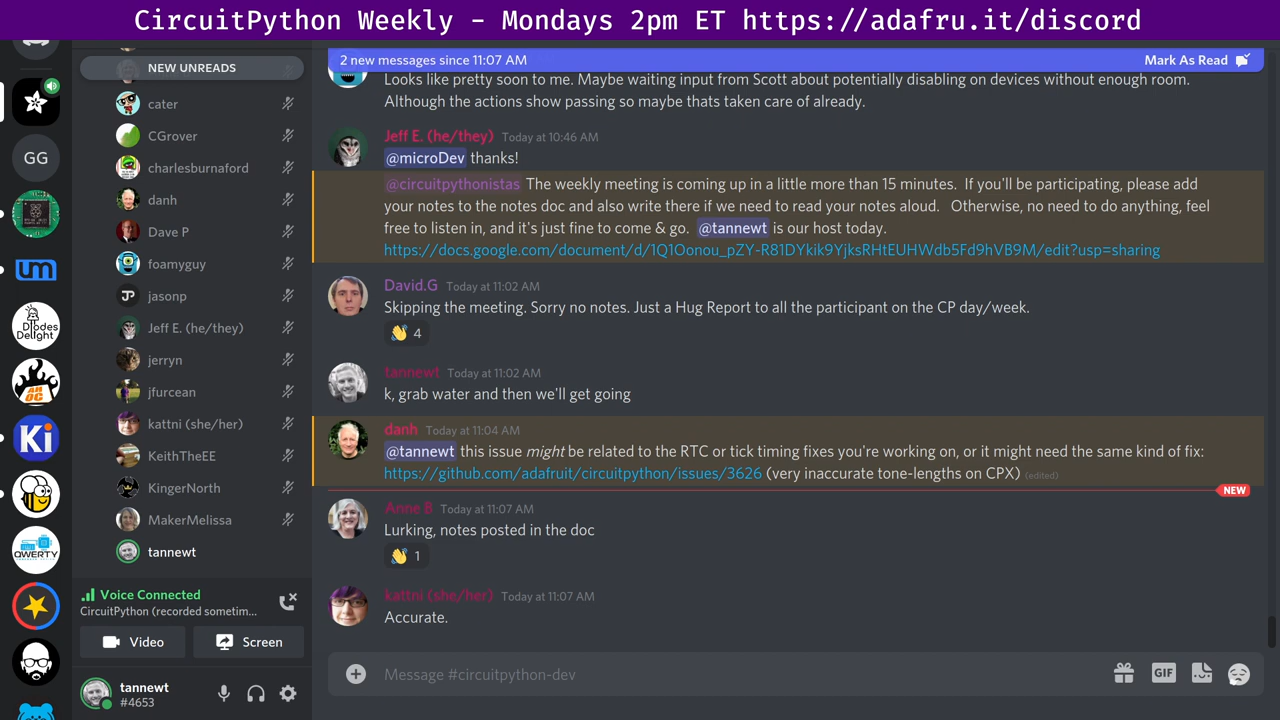 CircuitPython Weekly - Mondays 2pm ET https://adafru.it/discord
NEW UNREADS
cater
CGrover
charlesburnaford
danh
Dave P
foamyguy
jasonp
Jeff E. (he/they)
jerryn
jfurcean
kattni (she/her)
KeithTheEE
KingerNorth
MakerMelissa
tannewt
Voice Connected
CircuitPython (recorded sometim...
Video
Screen
tannewt
#4653
GG
Diodes
Delight
AHOC
Ki
QWERTY
2 new messages since 11:07 AM
Mark As Read
Looks like pretty soon to me. Maybe waiting input from Scott about potentially disabling on devices without enough room.
Although the actions show passing so maybe thats taken care of already.
Jeff E. (he/they) Today at 10:46 AM
@microDev thanks!
@circuitpythonistas The weekly meeting is coming up in a little more than 15 minutes. If you'll be participating, please add
your notes to the notes doc and also write there if we need to read your notes aloud. Otherwise, no need to do anything, feel
free to listen in, and it's just fine to come & go. @tannewt is our host today.
https://docs.google.com/document/d/1Q1Oonou_pZY-R81DYkik9YjksRHtEUHWdb5Fd9hVB9M/edit?usp=sharing
David.G Today at 11:02 AM
Skipping the meeting. Sorry no notes. Just a Hug Report to all the participant on the CP day/week.
4
tannewt Today at 11:02 AM
k, grab water and then we'll get going
danh Today at 11:04 AM
@tannewt this issue might be related to the RTC or tick timing fixes you're working on, or it might need the same kind of fix:
https://github.com/adafruit/circuitpython/issues/3626 (very inaccurate tone-lengths on CPX) (edited)
NEW
Anne B Today at 11:07 AM
Lurking, notes posted in the doc
1
kattni (she/her) Today at 11:07 AM
Accurate.
Message #circuitpython-dev
GIF